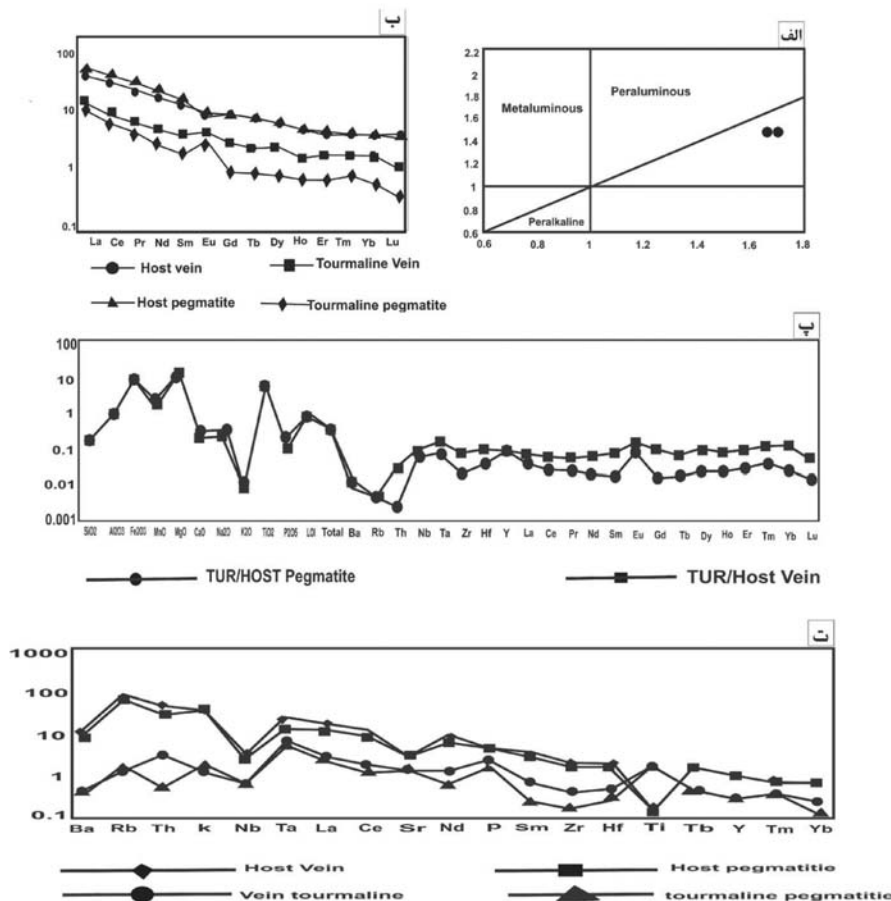 ب
100
10
1
0.1
La Ce Pr Nd Sm Eu Gd Tb Dy Ho Er Tm Yb Lu
Host vein
Tourmaline Vein
Host pegmatite
Tourmaline pegmatite
الف
2.2
2
1.8
1.6
1.4
1.2
1
0.8
0.6
Metaluminous
Peraluminous
Peralkaline
0.6 0.8 1 1.2 1.4 1.6 1.8
پ
100
10
1
0.1
0.01
0.001
SiO2 Al2O3 Fe2O3 MnO MgO CaO Na2O K2O TiO2 P2O5 LOI Total Ba Rb Th Nb Ta Zr Hf Y La Ce Pr Nd Sm Eu Gd Tb Dy Ho Er Tm Yb Lu
TUR/HOST Pegmatite
TUR/Host Vein
ت
1000
100
10
1
0.1
Ba Rb Th k Nb Ta La Ce Sr Nd P Sm Zr Hf Ti Tb Y Tm Yb
Host Vein
Host pegmatitie
Vein tourmaline
tourmaline pegmatitie